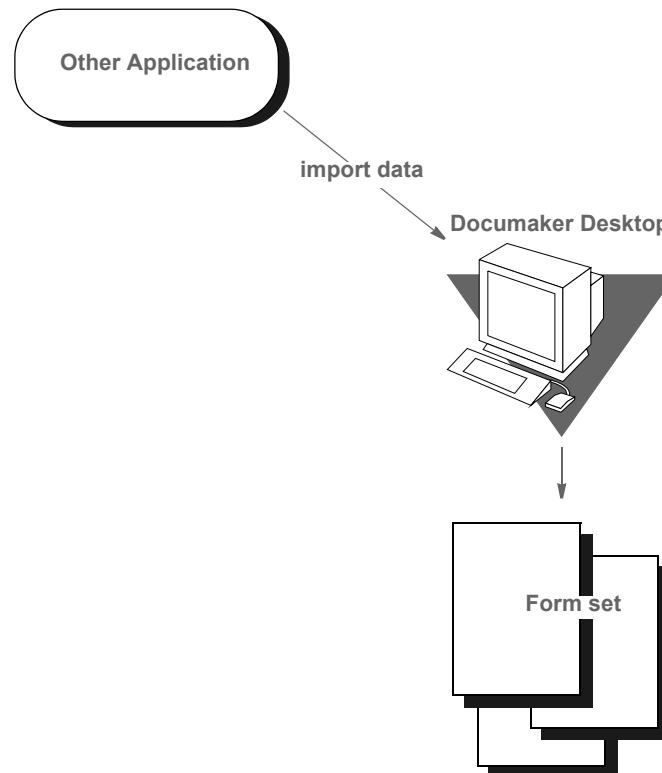 Other Application
import data
Documaker Desktop
Form set